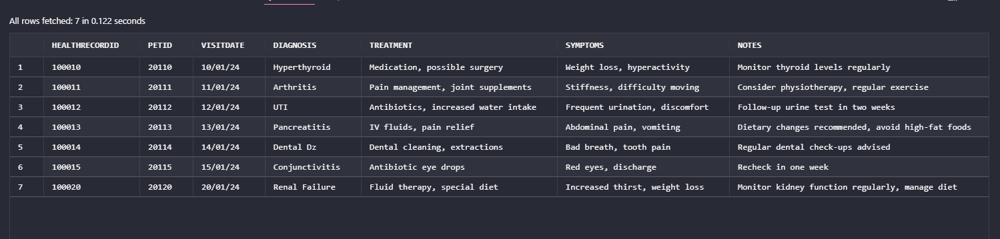 All rows fetched: 7 in 0.122 seconds
HEALTHRECORDID PETID VISITDATE DIAGNOSIS TREATMENT SYMPTOMS NOTES
1 100010 20110 10/01/24 Hyperthyroid Medication, possible surgery Weight loss, hyperactivity Monitor thyroid levels regularly
2 100011 20111 11/01/24 Arthritis Pain management, joint supplements Stiffness, difficulty moving Consider physiotherapy, regular exercise
3 100012 20112 12/01/24 UTI Antibiotics, increased water intake Frequent urination, discomfort Follow-up urine test in two weeks
4 100013 20113 13/01/24 Pancreatitis IV fluids, pain relief Abdominal pain, vomiting Dietary changes recommended, avoid high-fat foods
5 100014 20114 14/01/24 Dental Dz Dental cleaning, extractions Bad breath, tooth pain Regular dental check-ups advised
6 100015 20115 15/01/24 Conjunctivitis Antibiotic eye drops Red eyes, discharge Recheck in one week
7 100020 20120 20/01/24 Renal Failure Fluid therapy, special diet Increased thirst, weight loss Monitor kidney function regularly, manage diet